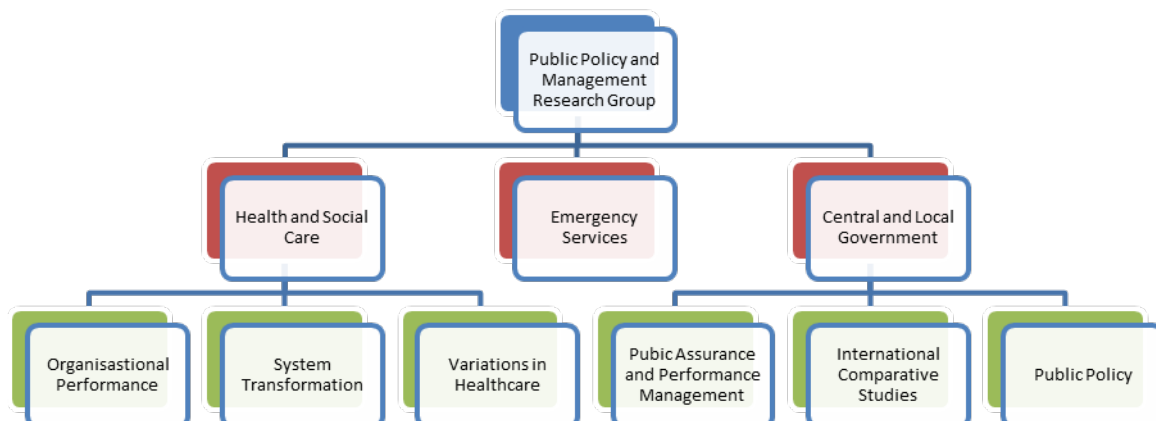 Public Policy and
Management
Research Group
Health and Social
Care
Emergency
Services
Central and Local
Government
Organisastional
Performance
System
Transformation
Variations in
Healthcare
Pubic Assurance
and Performance
Management
International
Comparative
Studies
Public Policy